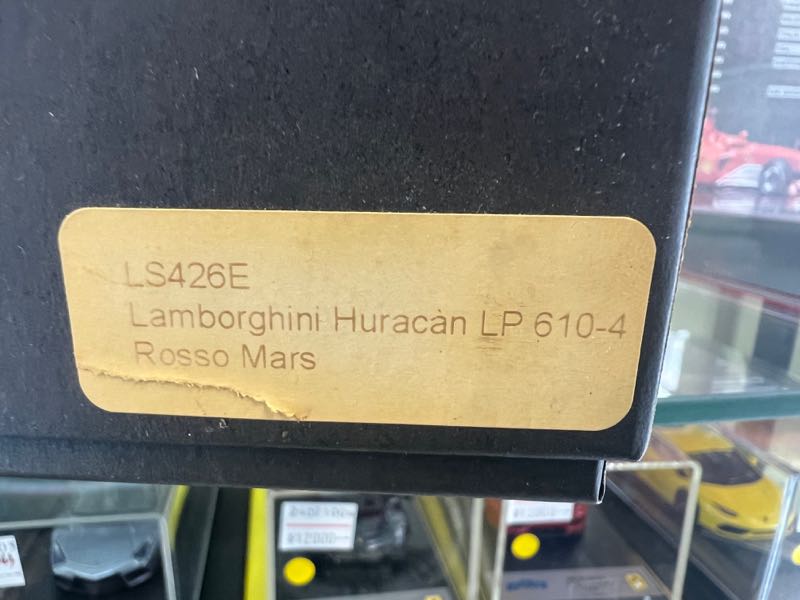 LS426E
Lamborghini Huracàn LP 610-4
Rosso Mars